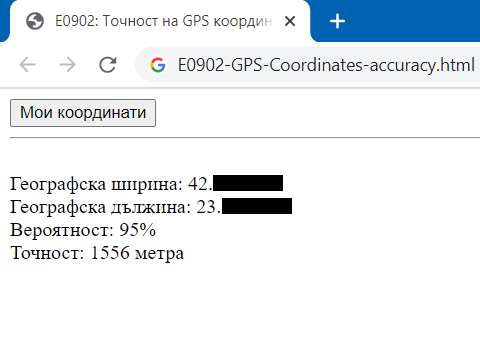 E0902: Точност на GPS координ
E0902-GPS-Coordinates-accuracy.html
Мои координати
Географска ширина: 42.
Географска дължина: 23.
Вероятност: 95%
Точност: 1556 метра